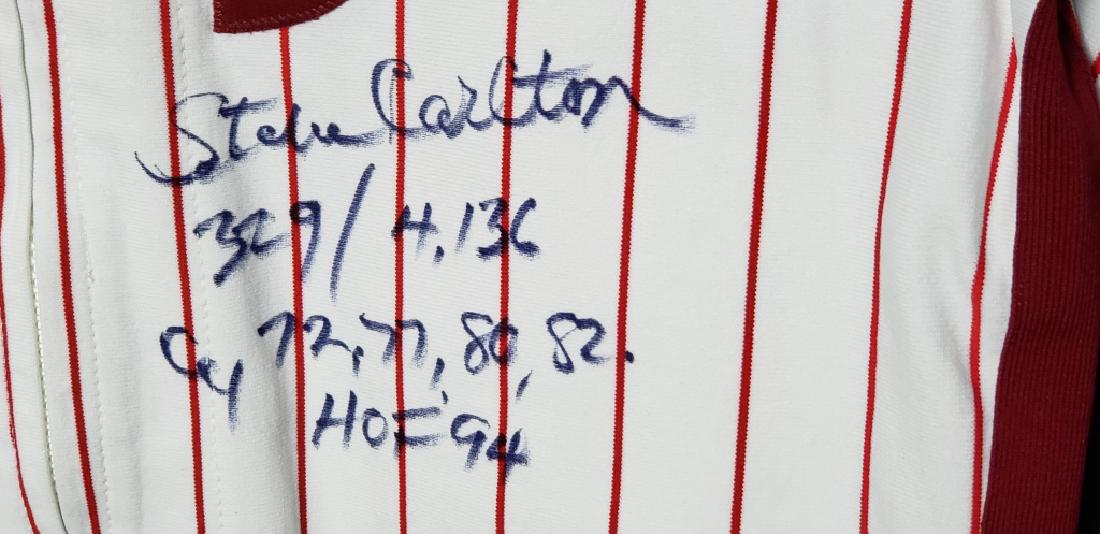 Steve Carlton
329/4,136
Cy 72,77,80,82.
HOF 94